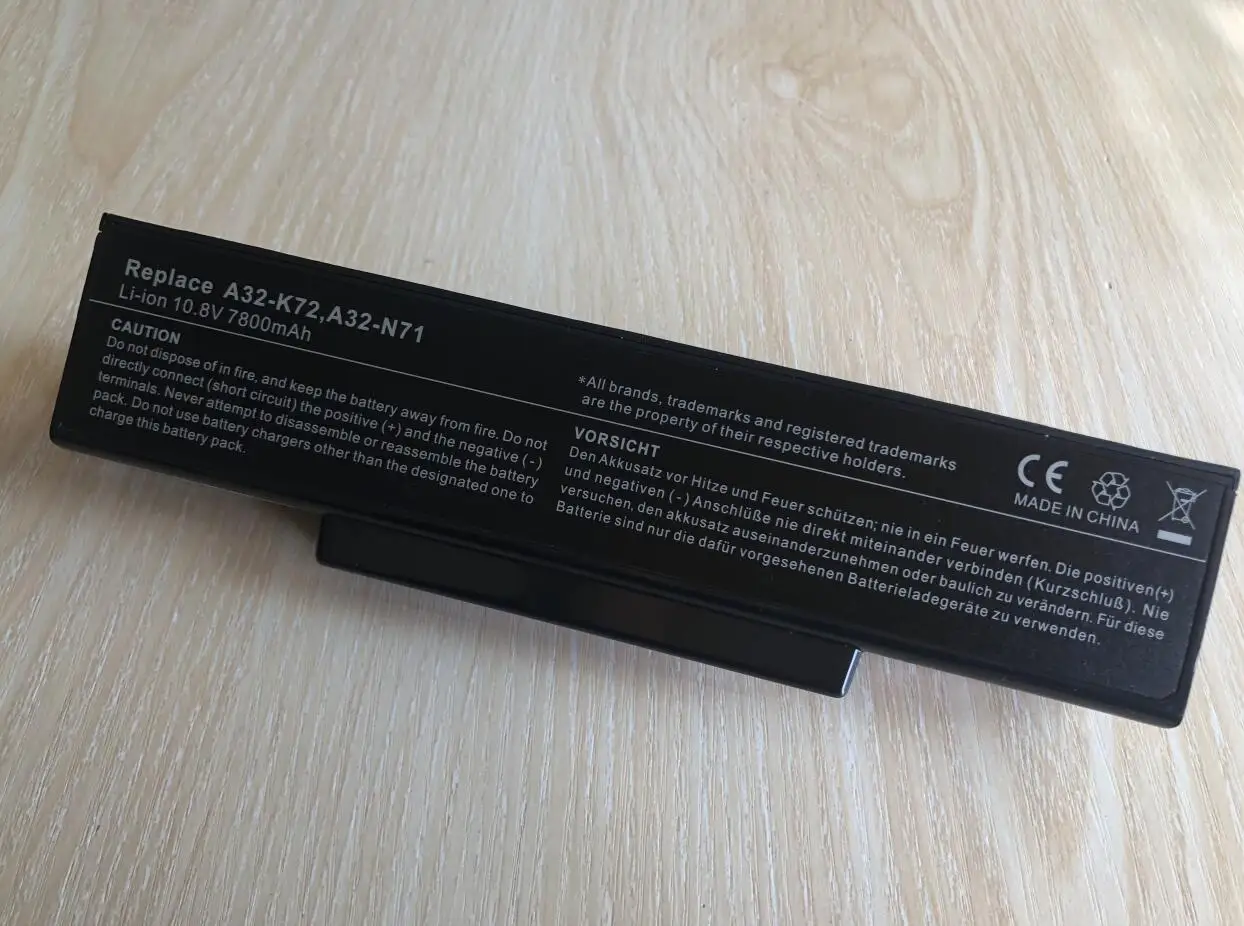 Replace A32-K72,A32-N71
Li-ion 10.8V 7800mAh
CAUTION
Do not dispose of in fire, and keep the battery away from fire. Do not
directly connect (short circuit) the positive (+) and the negative (-)
terminals. Never attempt to disassemble or reassemble the battery
pack. Do not use battery chargers other than the designated one to
charge this battery pack.
*All brands, trademarks and registered trademarks
are the property of their respective holders.
CE
MADE IN CHINA
VORSICHT
Den Akkusatz vor Hitze und Feuer schützen; nie in ein Feuer werfen. Die positiven(+)
und negativen (-) Anschlüße nie direkt miteinander verbinden (Kurzschluß). Nie
versuchen, den akkusatz auseinanderzunehmen oder baulich zu verändern. Für diese
Batterie sind nur die dafür vorgesehenen Batterieladegeräte zu verwenden.